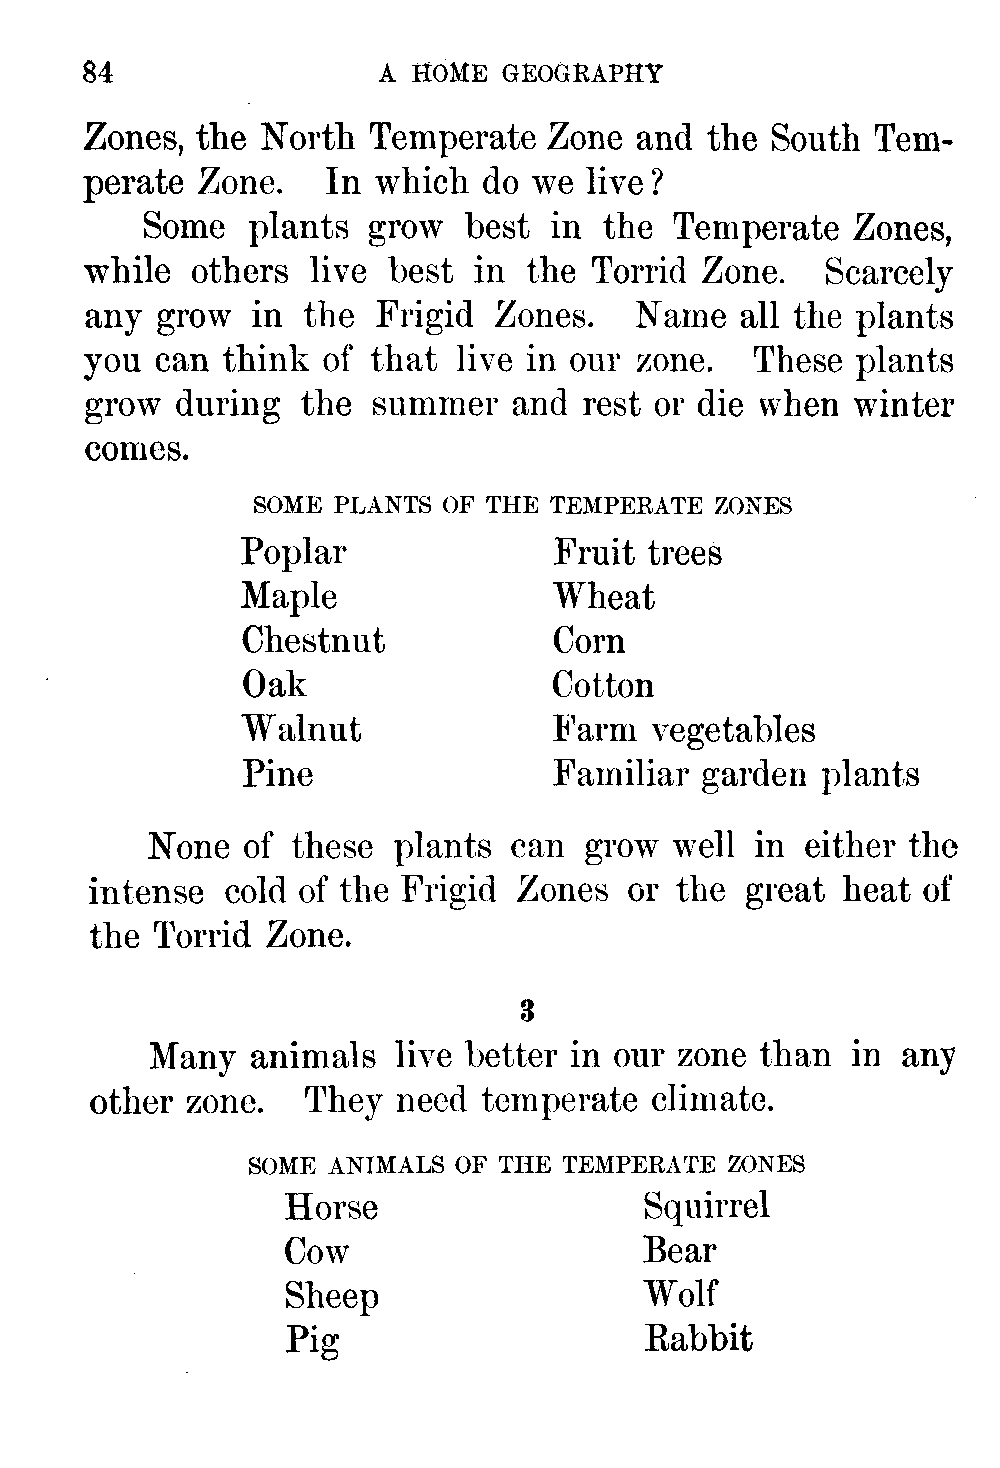 84 A HOME GEOGRAPHY
Zones, the North Temperate Zone and the South Tem-
perate Zone. In which do we live?
Some plants grow best in the Temperate Zones,
while others live best in the Torrid Zone. Scarcely
any grow in the Frigid Zones. Name all the plants
you can think of that live in our zone. These plants
grow during the summer and rest or die when winter
comes.
SOME PLANTS OF THE TEMPERATE ZONES
Poplar Fruit trees
Maple Wheat
Chestnut Corn
Oak Cotton
Walnut Farm vegetables
Pine Familiar garden plants
None of these plants can grow well in either the
intense cold of the Frigid Zones or the great heat of
the Torrid Zone.
3
Many animals live better in our zone than in any
other zone. They need temperate climate.
SOME ANIMALS OF THE TEMPERATE ZONES
Horse Squirrel
Cow Bear
Sheep Wolf
Pig Rabbit